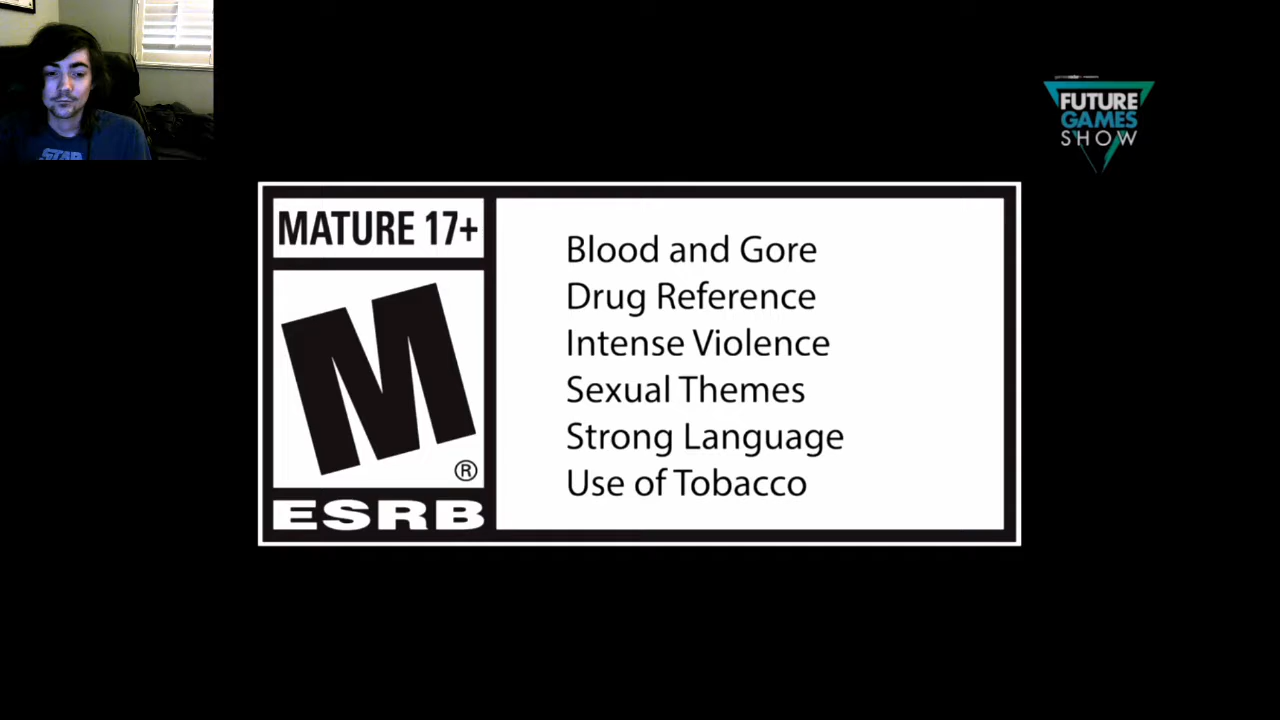 STAR
FUTURE
GAMES
SHOW
MATURE 17+
M
®
ESRB
Blood and Gore
Drug Reference
Intense Violence
Sexual Themes
Strong Language
Use of Tobacco